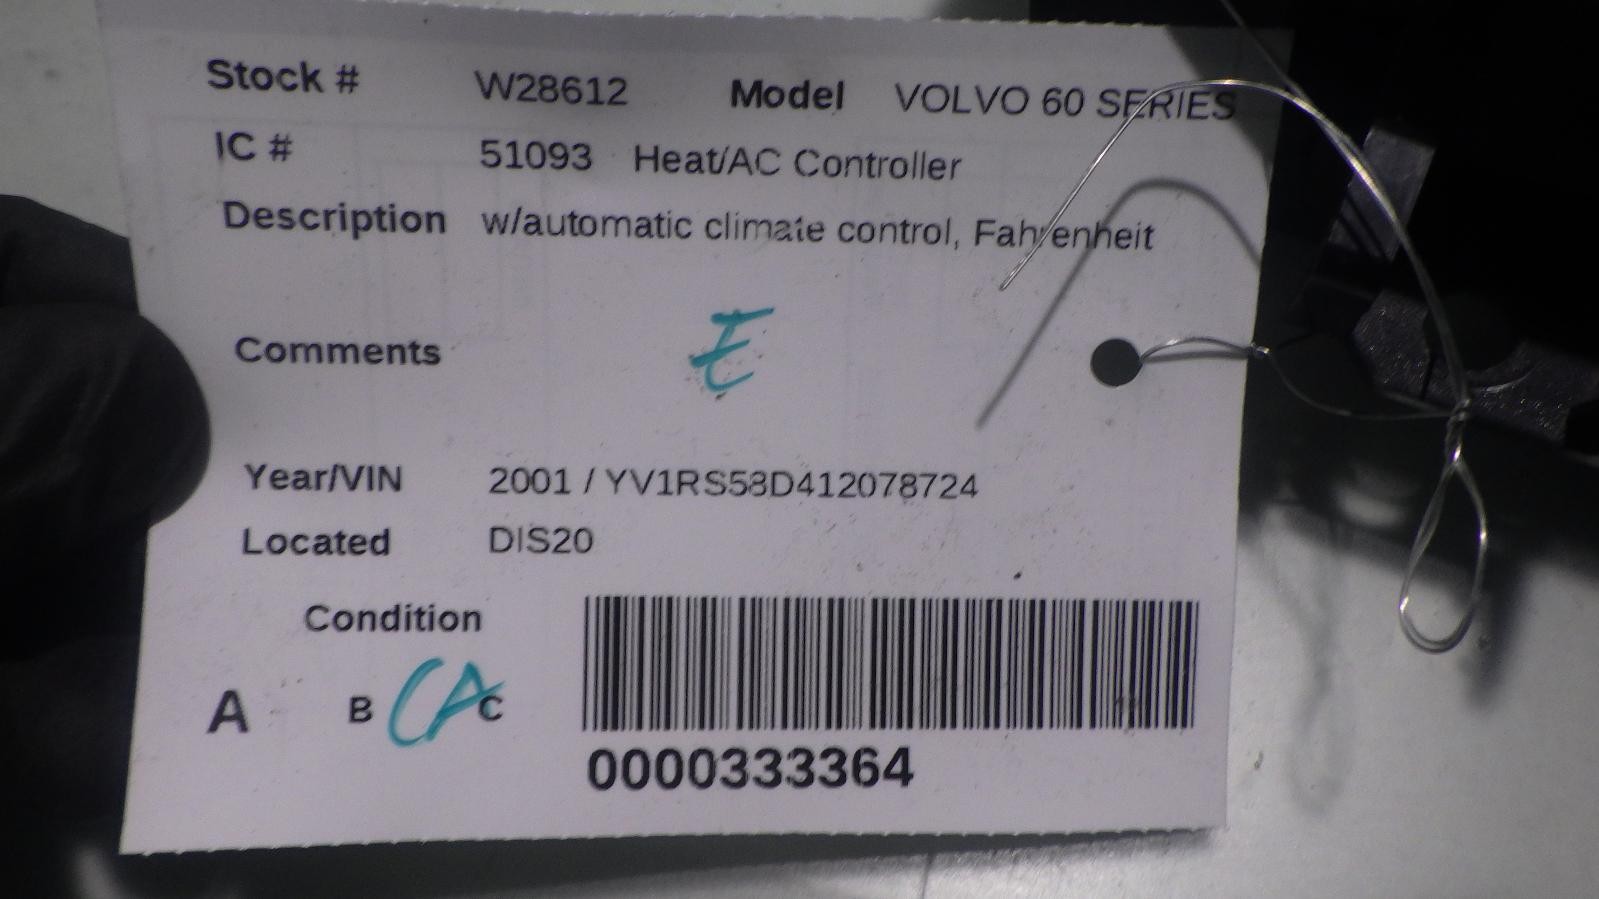 Stock # W28612 Model VOLVO 60 SERIES
IC # 51093 Heat/AC Controller
Description w/automatic climate control, Fahrenheit
Comments E
Year/VIN 2001 / YV1RS58D412078724
Located DIS20
Condition
A B CA C
0000333364